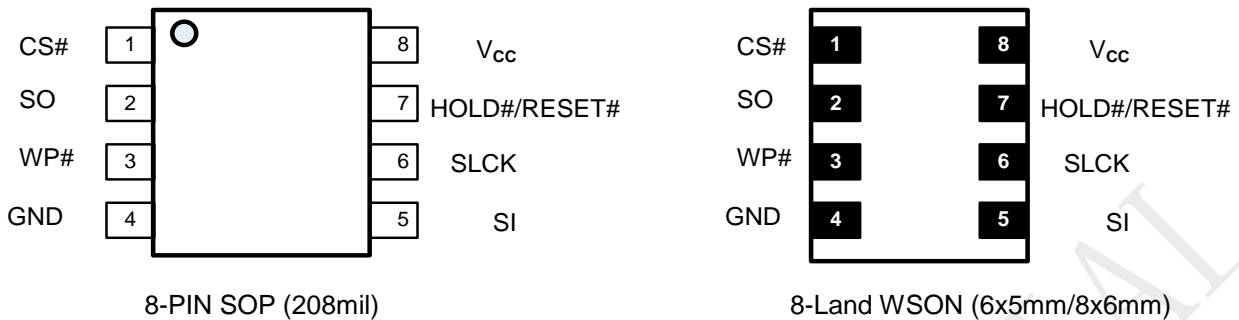 CS# 1 8 Vcc
SO 2 7 HOLD#/RESET#
WP# 3 6 SLCK
GND 4 5 SI
8-PIN SOP (208mil)
CS# 1 8 Vcc
SO 2 7 HOLD#/RESET#
WP# 3 6 SLCK
GND 4 5 SI
8-Land WSON (6x5mm/8x6mm)